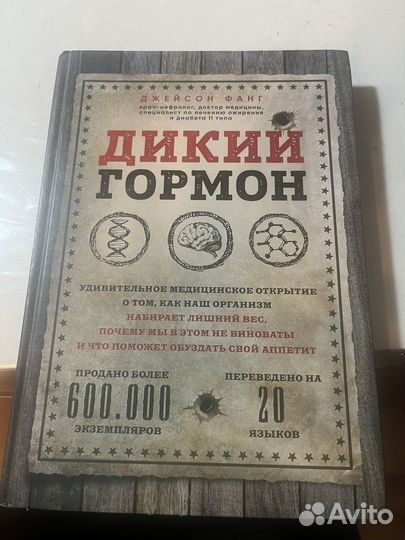 ДЖЕЙСОН ФАНГ
врач-нефролог, доктор медицины,
специалист по лечению ожирения
и диабета II типа
ДИКИЙ
ГОРМОН
УДИВИТЕЛЬНОЕ МЕДИЦИНСКОЕ ОТКРЫТИЕ
О ТОМ, КАК НАШ ОРГАНИЗМ
НАБИРАЕТ ЛИШНИЙ ВЕС,
ПОЧЕМУ МЫ В ЭТОМ НЕ ВИНОВАТЫ
И ЧТО ПОМОЖЕТ ОБУЗДАТЬ СВОЙ АППЕТИТ
ПРОДАНО БОЛЕЕ
600.000
ЭКЗЕМПЛЯРОВ
ПЕРЕВЕДЕНО НА
20
ЯЗЫКОВ
Avito